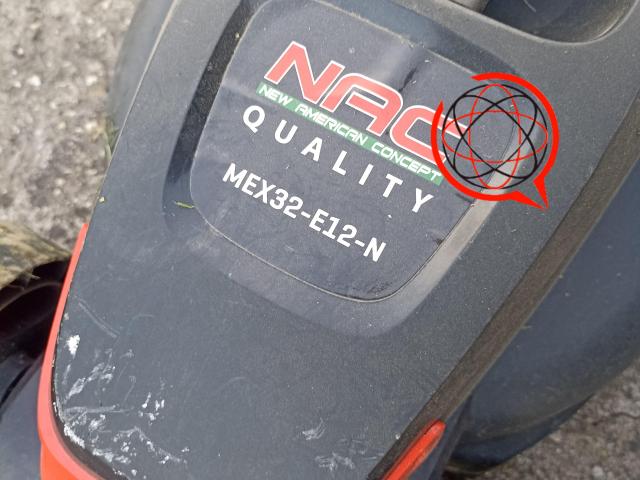 NAC
NEW AMERICAN CONCEPT
QUALITY
MEX32-E12-N